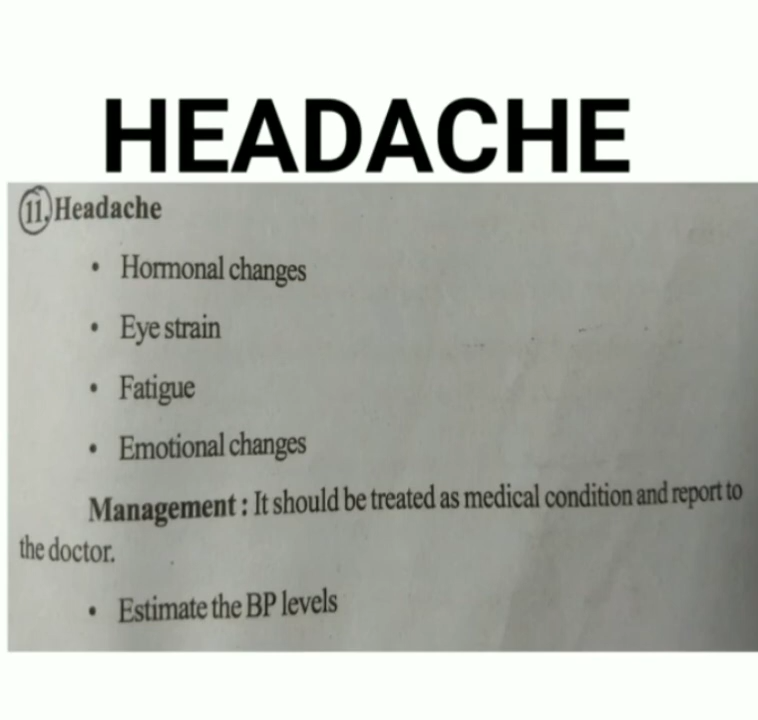 HEADACHE
11. Headache
• Hormonal changes
• Eye strain
• Fatigue
• Emotional changes
Management : It should be treated as medical condition and report to
the doctor.
• Estimate the BP levels